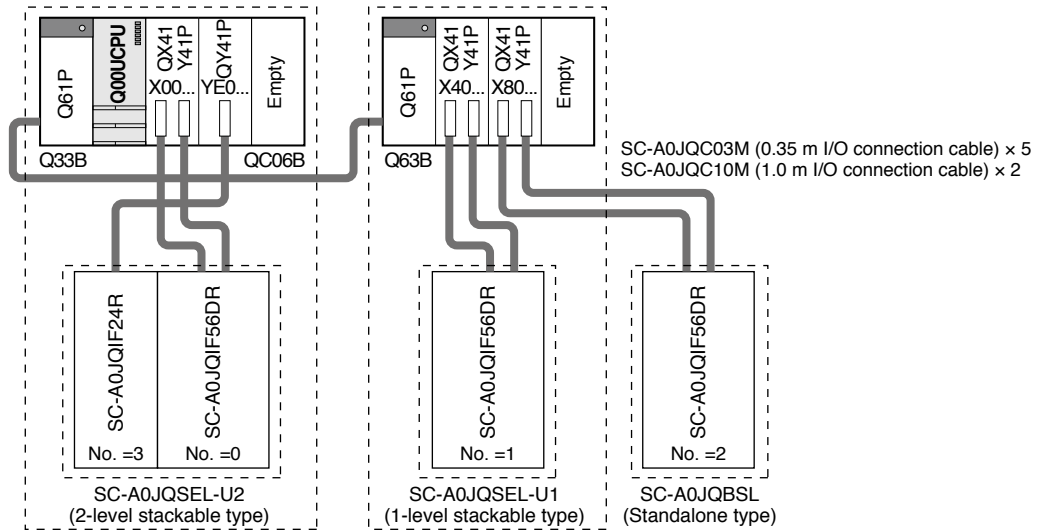 Q61P
Q00UCPU
QX41
Y41P
X00...
QY41P
YE0...
Empty
Q33B
QC06B
Q61P
QX41
Y41P
X40...
QX41
Y41P
X80...
Empty
Q63B
SC-A0JQC03M (0.35 m I/O connection cable) × 5
SC-A0JQC10M (1.0 m I/O connection cable) × 2
SC-A0JQIF24R
No. =3
SC-A0JQIF56DR
No. =0
SC-A0JQIF56DR
No. =1
SC-A0JQIF56DR
No. =2
SC-A0JQSEL-U2
(2-level stackable type)
SC-A0JQSEL-U1
(1-level stackable type)
SC-A0JQBSL
(Standalone type)